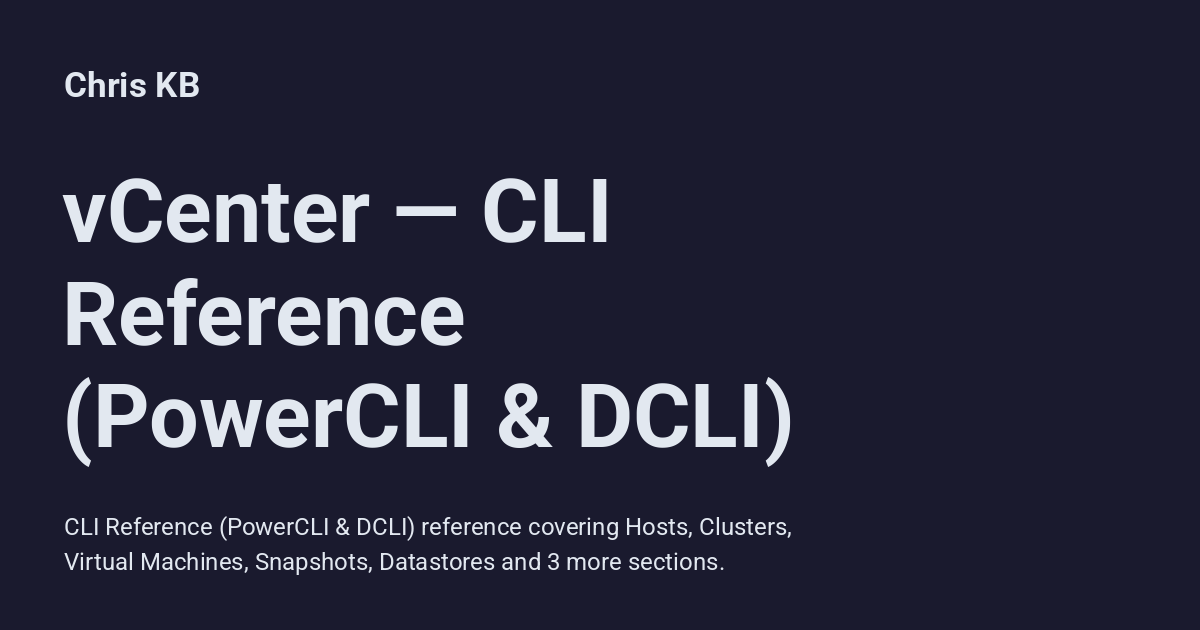 Chris KB
vCenter — CLI
Reference
(PowerCLI & DCLI)
CLI Reference (PowerCLI & DCLI) reference covering Hosts, Clusters,
Virtual Machines, Snapshots, Datastores and 3 more sections.